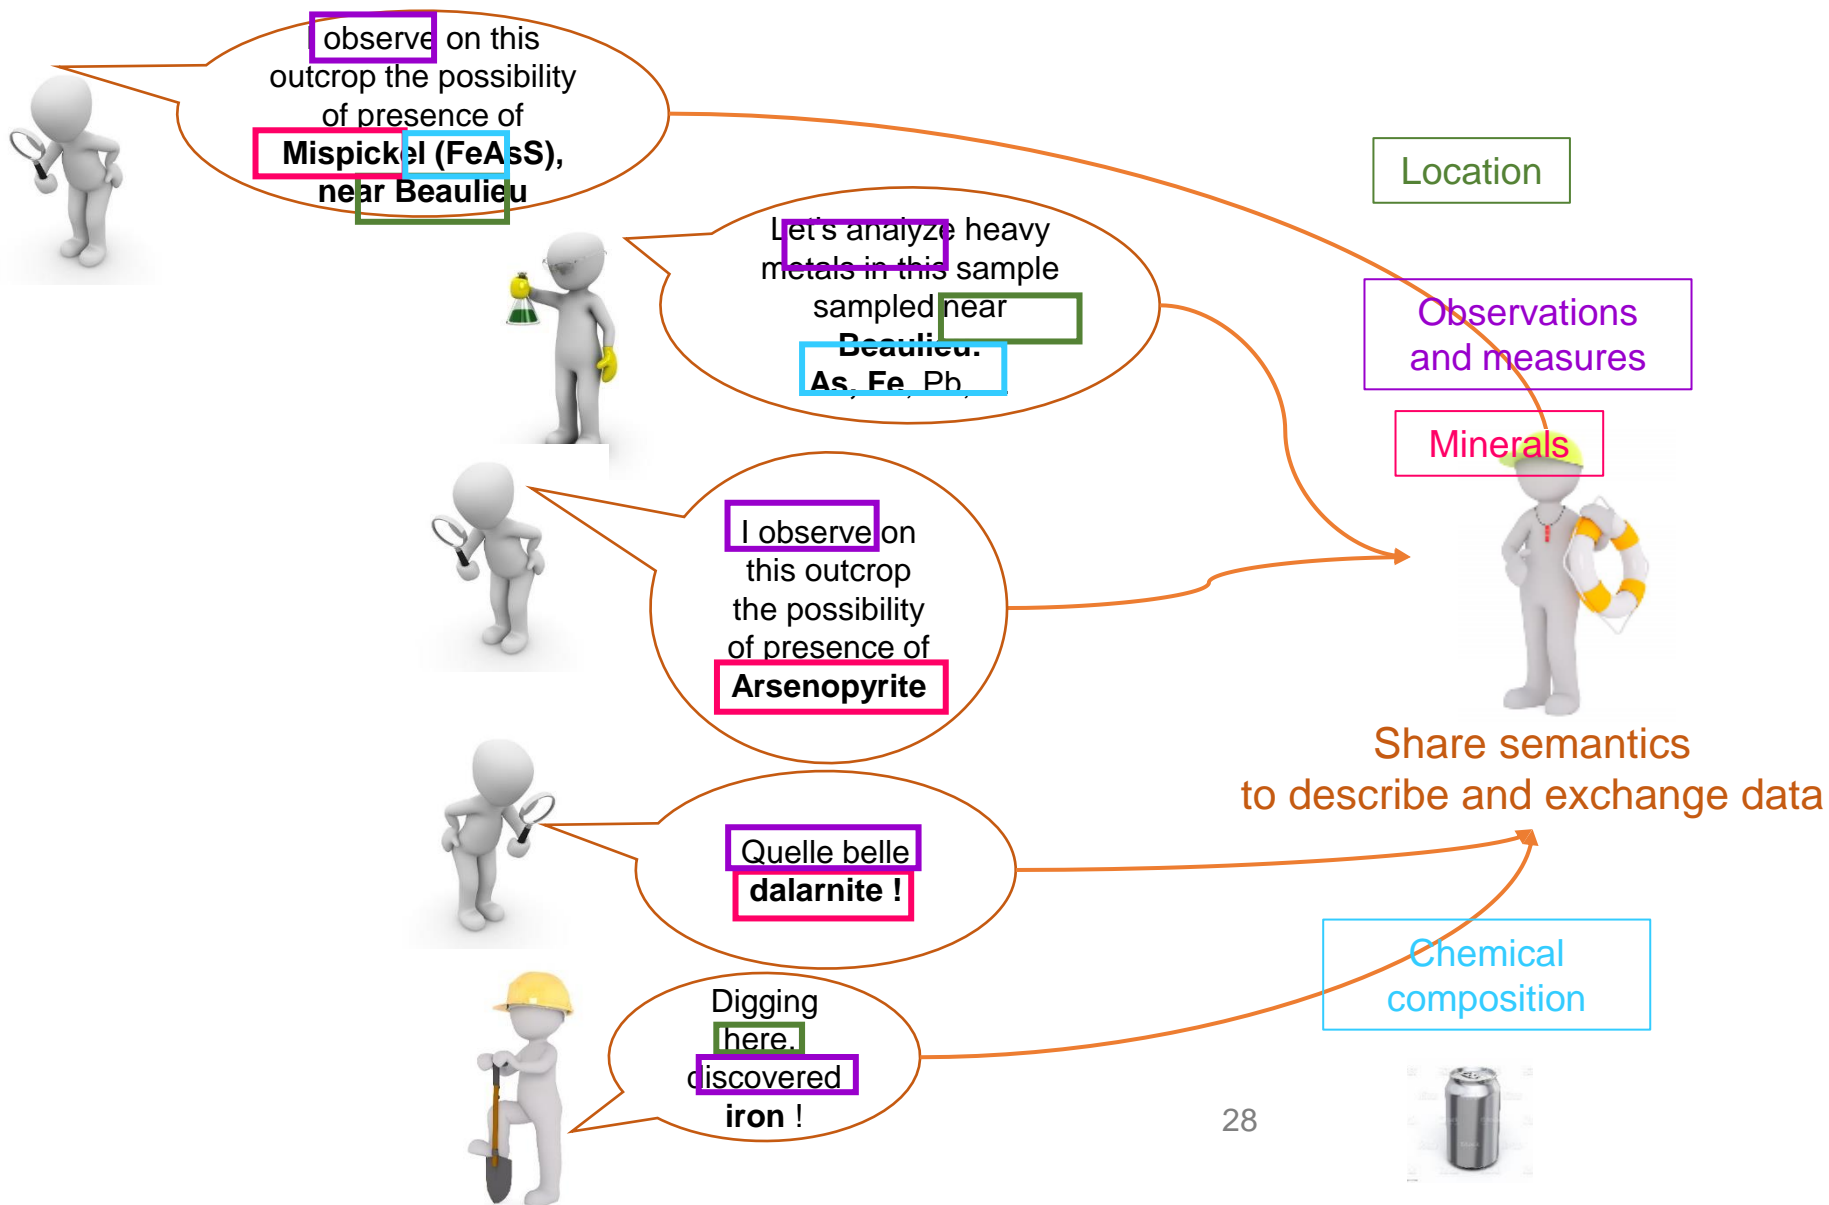 I observe on this
outcrop the possibility
of presence of
Mispickel (FeAsS),
near Beaulieu
Let's analyze heavy
metals in this sample
sampled near
Beaulieu:
As, Fe, Pb, …
I observe on
this outcrop
the possibility
of presence of
Arsenopyrite
Quelle belle
dalarnite !
Digging
here,
discovered
iron !
Location
Observations
and measures
Minerals
Share semantics
to describe and exchange data
Chemical
composition
28